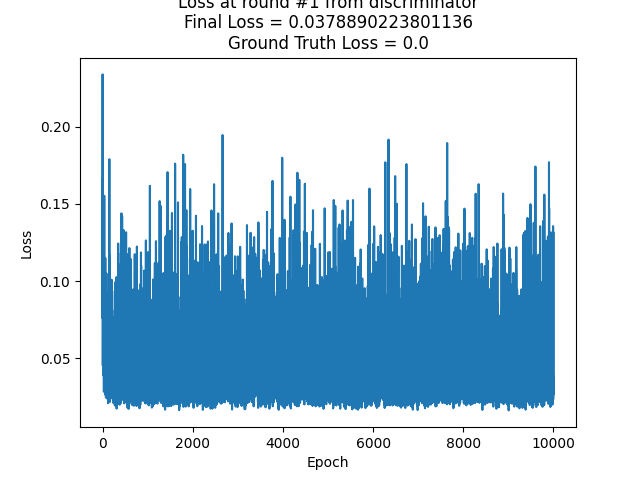 Loss at round #1 from discriminator
Final Loss = 0.0378890223801136
Ground Truth Loss = 0.0
0.20
0.15
0.10
0.05
Loss
0
2000
4000
6000
8000
10000
Epoch